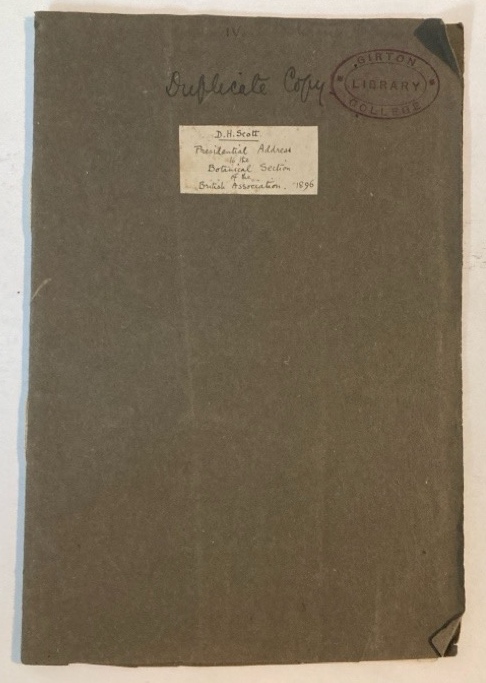 IV.
Duplicate Copy.
GIRTON
LIBRARY
COLLEGE
D.H. Scott
Presidential Address
to the
Botanical Section
of the
British Association. 1896